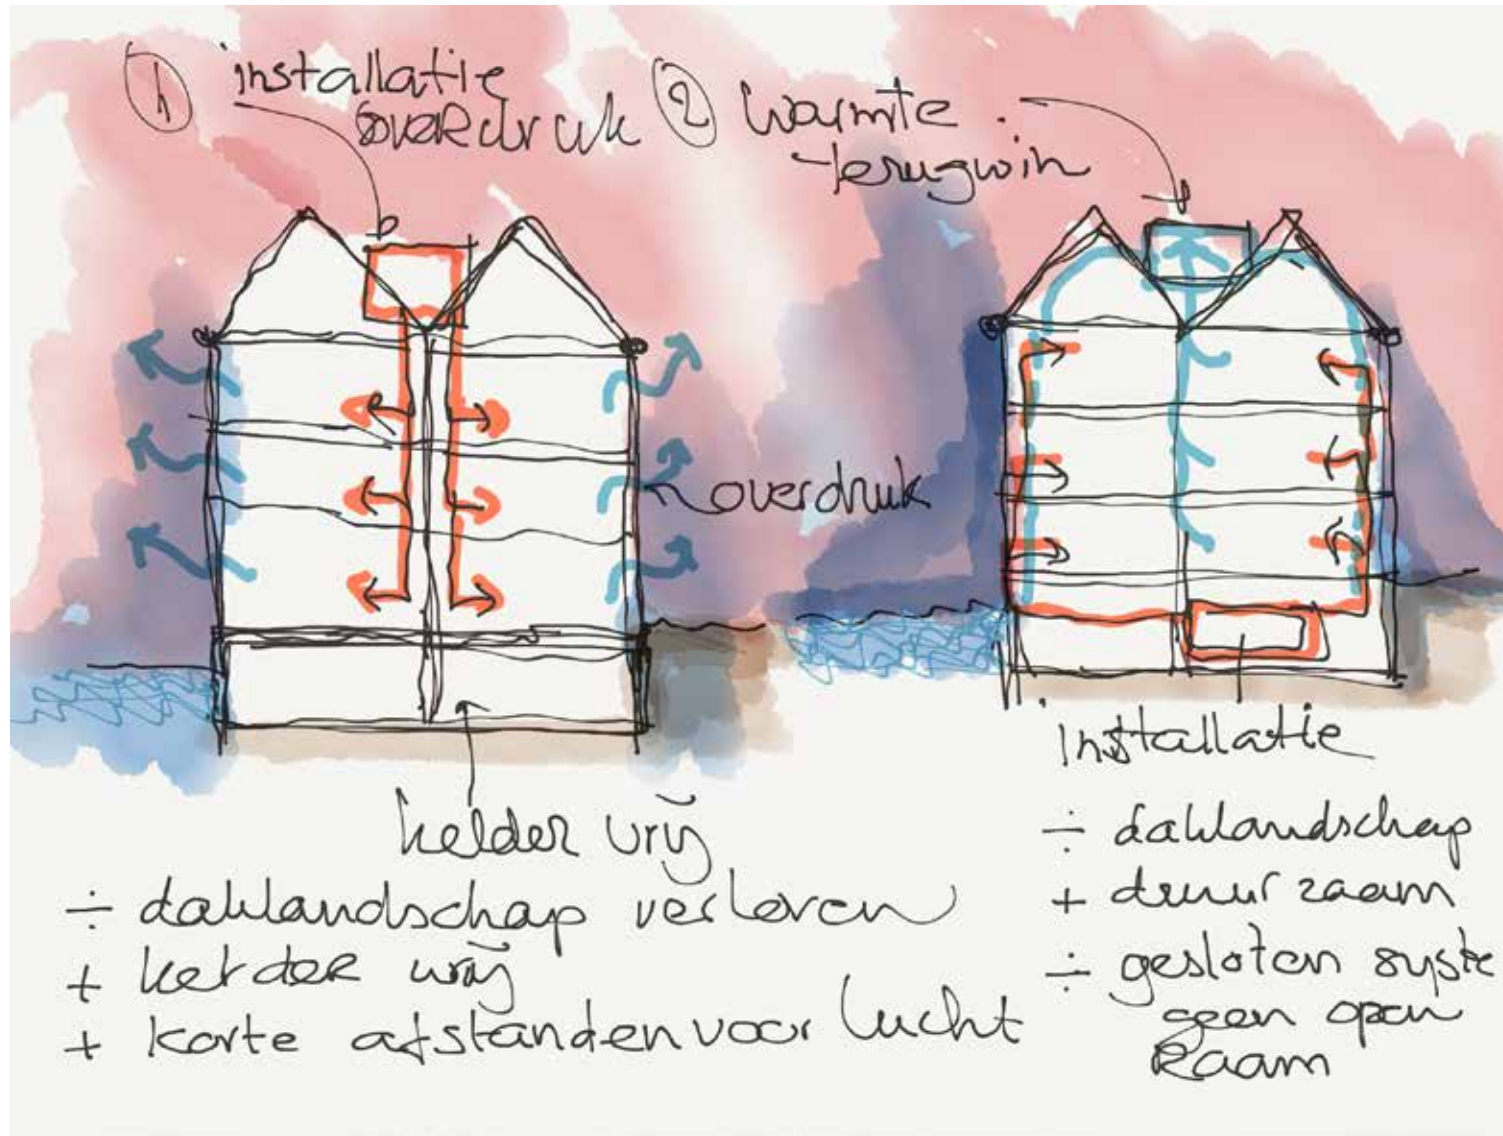 1 installatie
overdruk
2 warmte
terugwin
overdruk
kelder vrij
÷ daklandschap verloren
+ kelder vrij
+ korte afstanden voor lucht
installatie
÷ daklandschap
+ duurzaam
÷ gesloten syste
geen open
raam